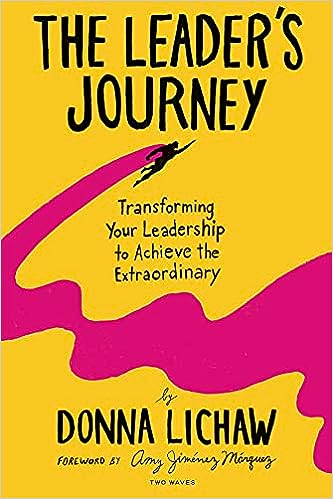 THE LEADER'S
JOURNEY
Transforming
Your Leadership
to Achieve the
Extraordinary
by
DONNA LICHAW
FOREWORD BY Amy Jiménez Márquez
TWO WAVES